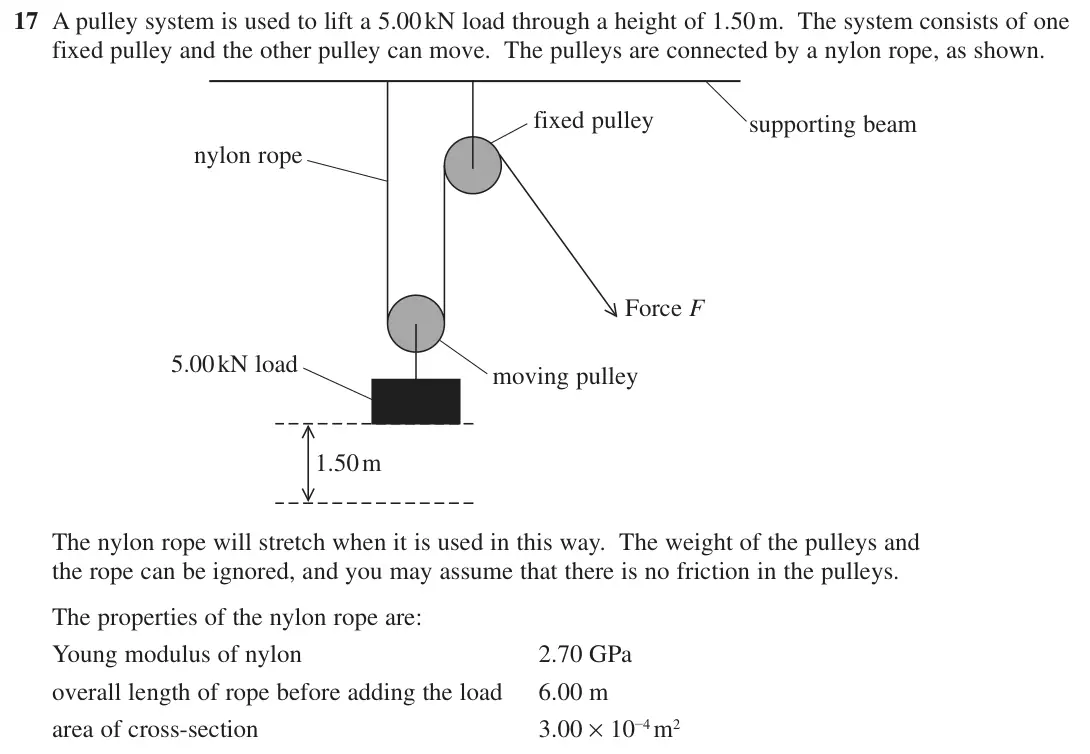 17 A pulley system is used to lift a 5.00 kN load through a height of 1.50 m. The system consists of one
fixed pulley and the other pulley can move. The pulleys are connected by a nylon rope, as shown.
fixed pulley
supporting beam
nylon rope
Force F
5.00 kN load
moving pulley
1.50 m
The nylon rope will stretch when it is used in this way. The weight of the pulleys and
the rope can be ignored, and you may assume that there is no friction in the pulleys.
The properties of the nylon rope are:
Young modulus of nylon 2.70 GPa
overall length of rope before adding the load 6.00 m
area of cross-section 3.00 × 10⁻⁴ m²